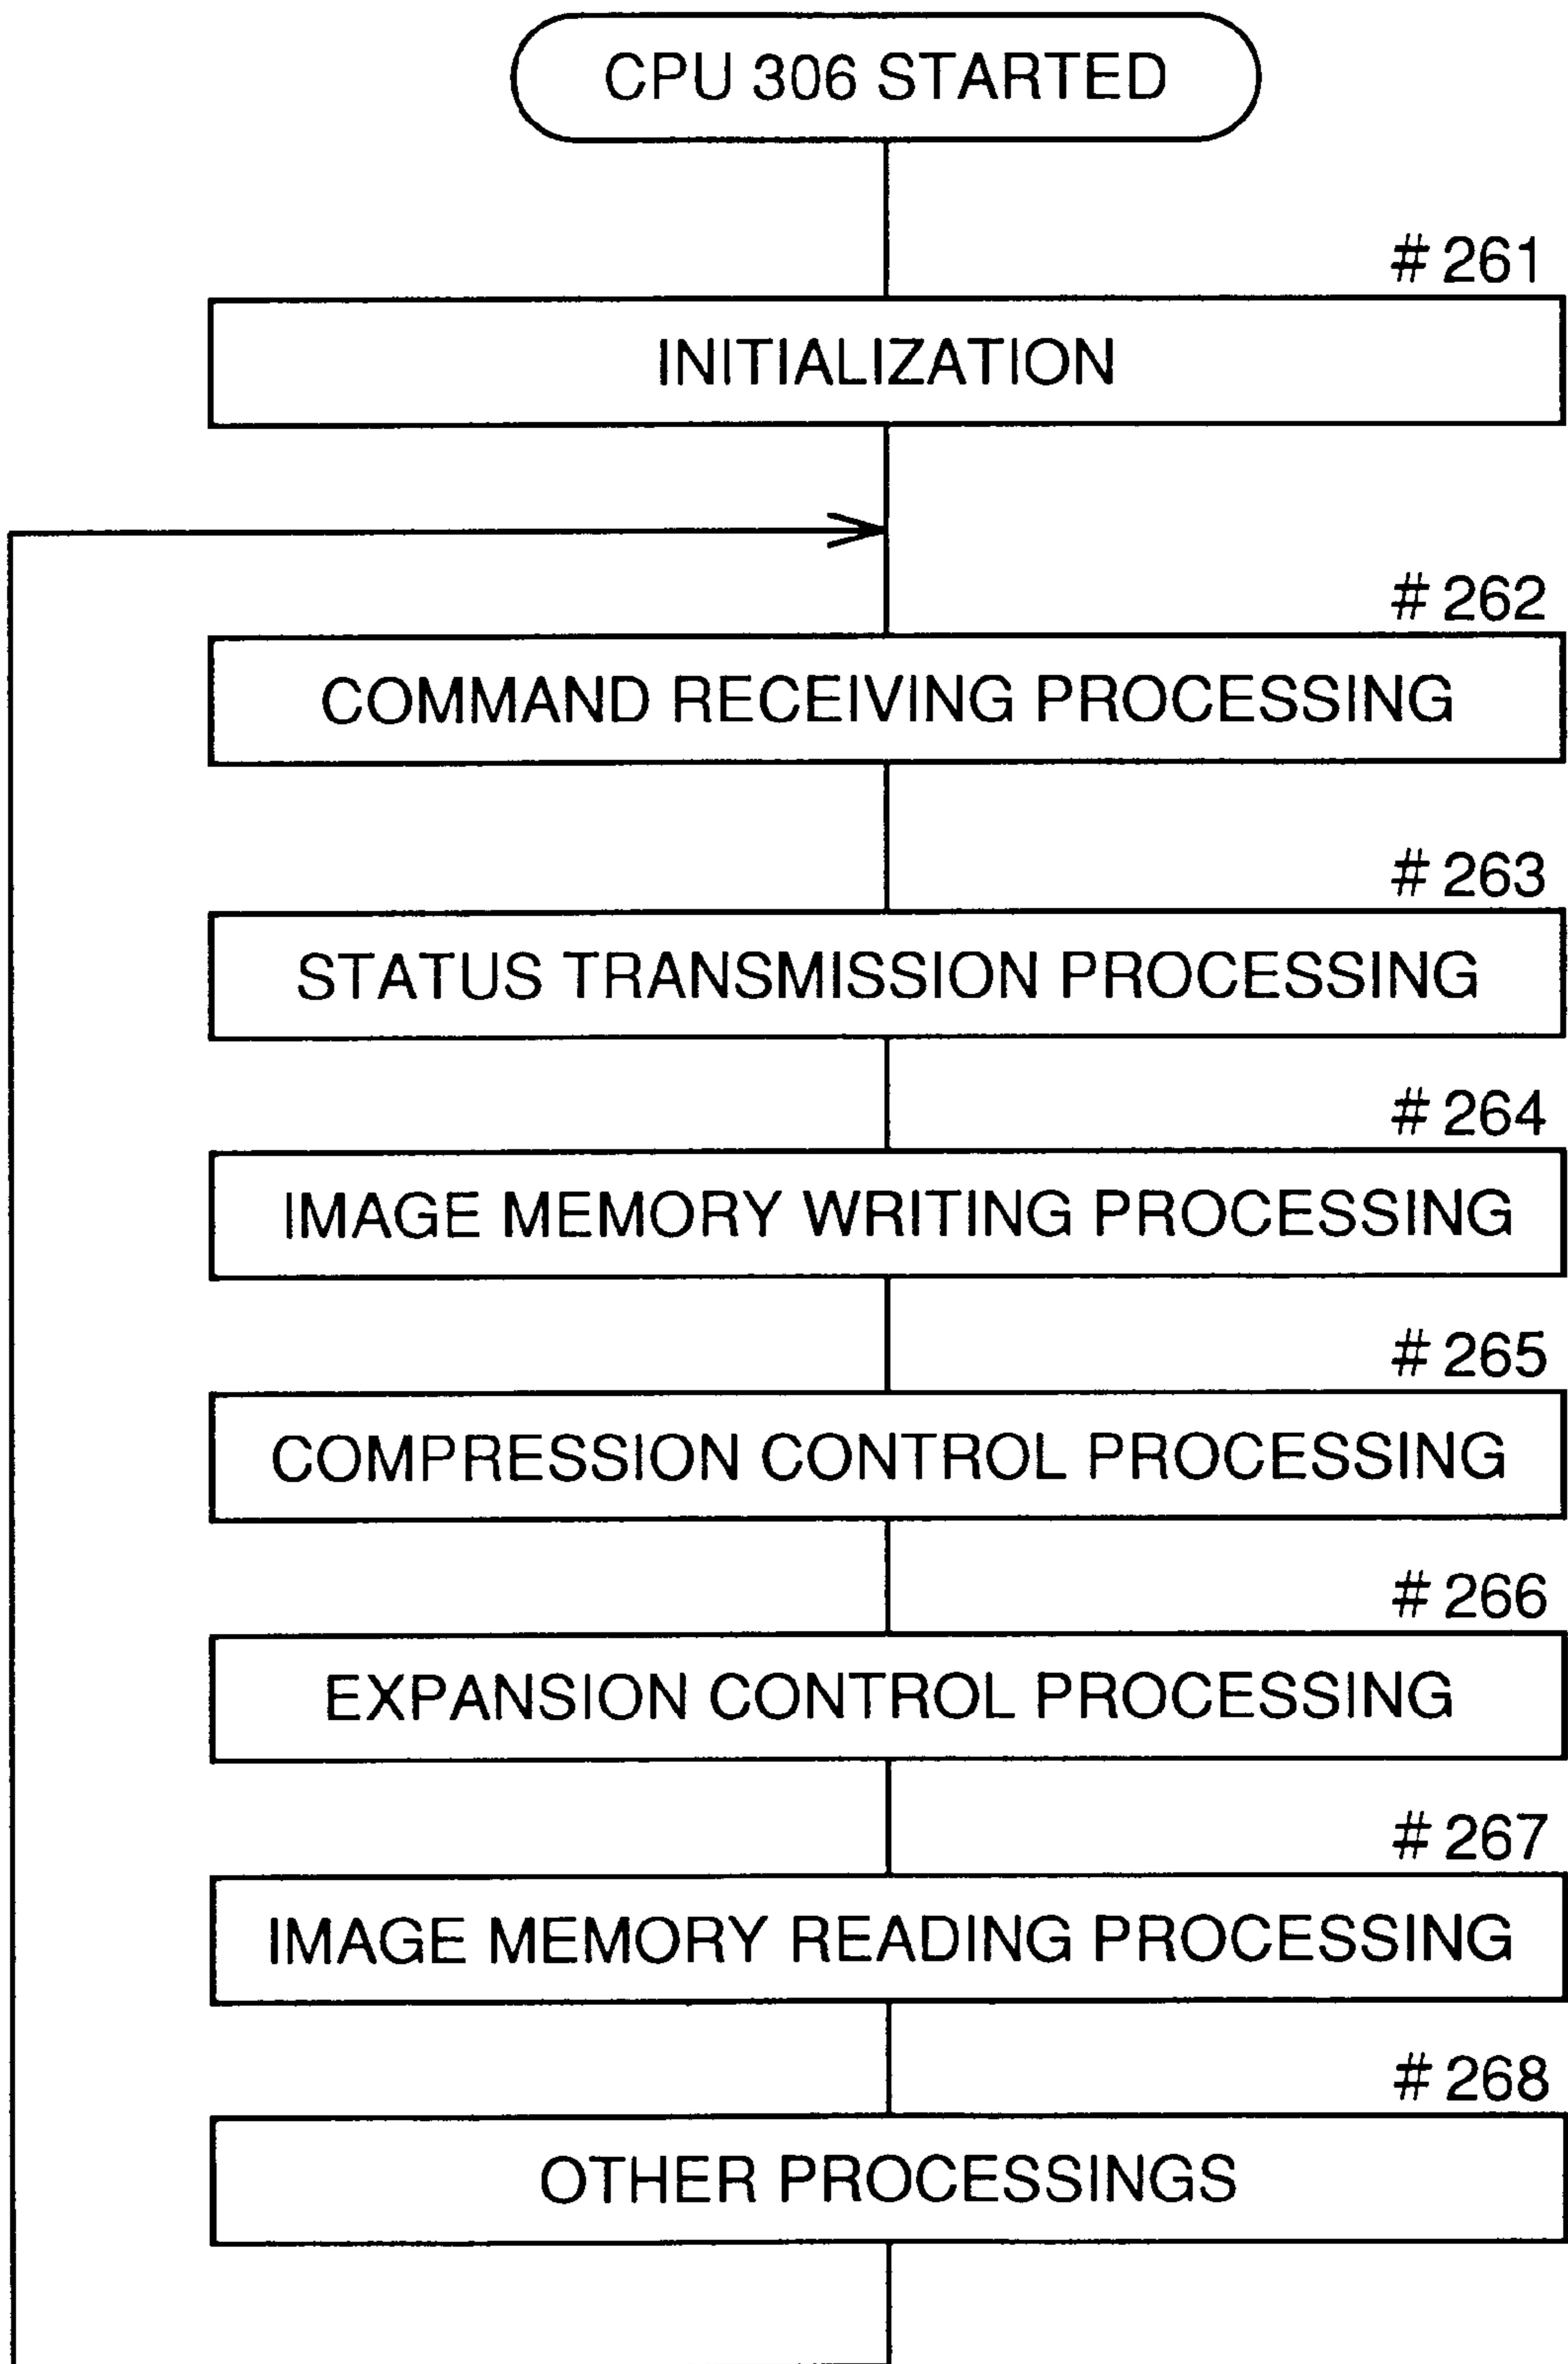 CPU 306 STARTED
# 261
INITIALIZATION
# 262
COMMAND RECEIVING PROCESSING
# 263
STATUS TRANSMISSION PROCESSING
# 264
IMAGE MEMORY WRITING PROCESSING
# 265
COMPRESSION CONTROL PROCESSING
# 266
EXPANSION CONTROL PROCESSING
# 267
IMAGE MEMORY READING PROCESSING
# 268
OTHER PROCESSINGS